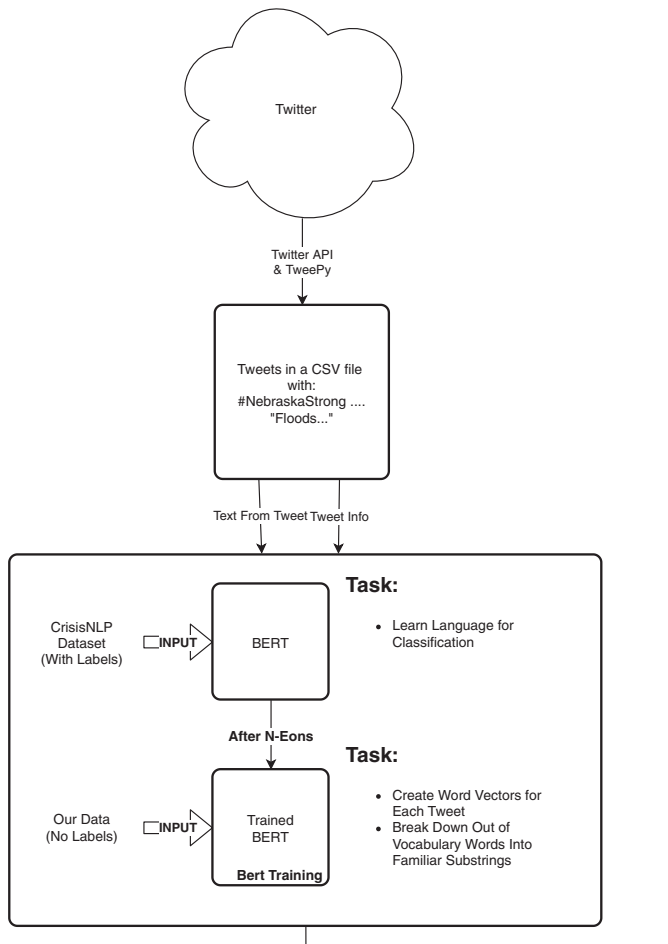 Twitter
Twitter API
& TweePy
Tweets in a CSV file
with:
#NebraskaStrong ....
"Floods..."
Text From Tweet
Tweet Info
Task:
CrisisNLP
Dataset
(With Labels)
INPUT
BERT
• Learn Language for
Classification
After N-Eons
Task:
Our Data
(No Labels)
INPUT
Trained
BERT
Bert Training
• Create Word Vectors for
Each Tweet
• Break Down Out of
Vocabulary Words Into
Familiar Substrings